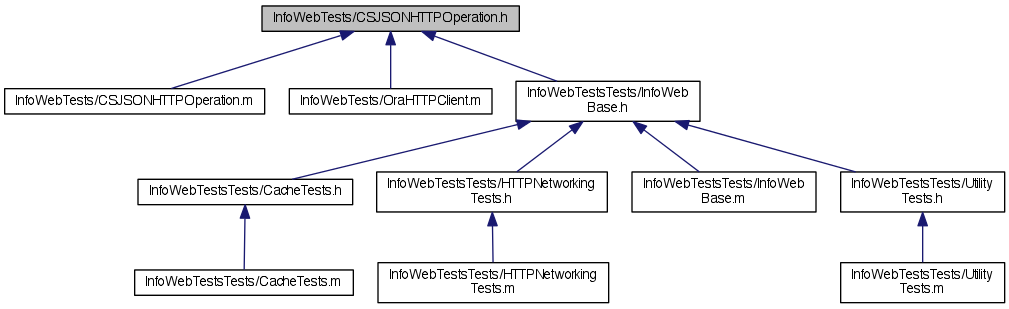 InfoWebTests/CSJSONHTTPOperation.h
InfoWebTests/CSJSONHTTPOperation.m
InfoWebTests/OraHTTPClient.m
InfoWebTestsTests/InfoWeb
Base.h
InfoWebTestsTests/CacheTests.h
InfoWebTestsTests/HTTPNetworking
Tests.h
InfoWebTestsTests/InfoWeb
Base.m
InfoWebTestsTests/Utility
Tests.h
InfoWebTestsTests/CacheTests.m
InfoWebTestsTests/HTTPNetworking
Tests.m
InfoWebTestsTests/Utility
Tests.m